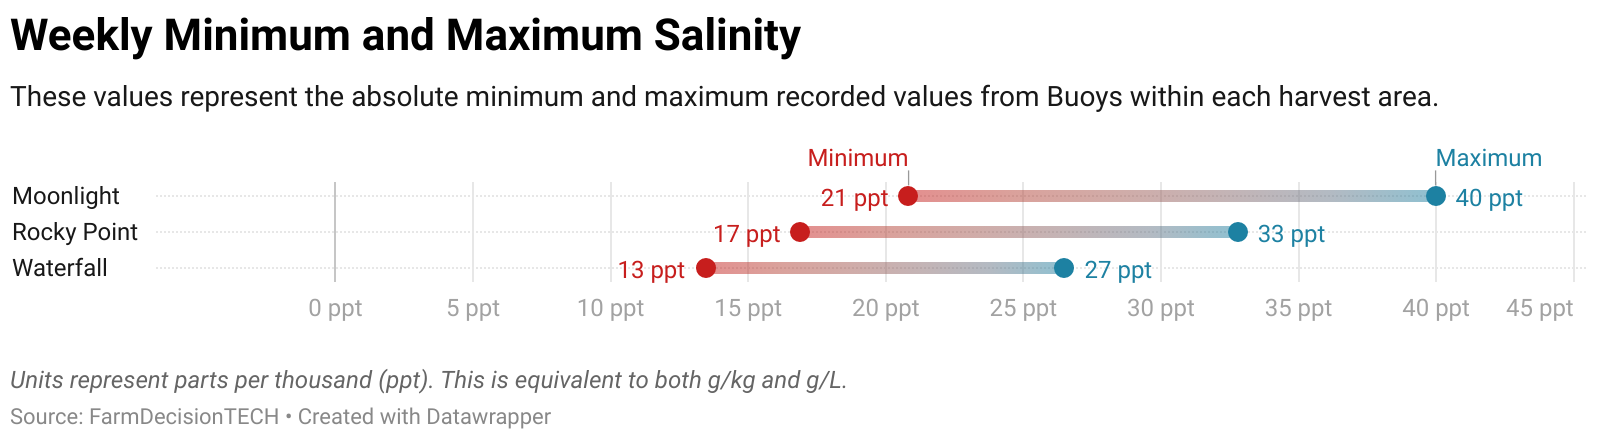 Weekly Minimum and Maximum Salinity
These values represent the absolute minimum and maximum recorded values from Buoys within each harvest area.
Minimum Maximum
Moonlight 21 ppt 40 ppt
Rocky Point 17 ppt 33 ppt
Waterfall 13 ppt 27 ppt
0 ppt 5 ppt 10 ppt 15 ppt 20 ppt 25 ppt 30 ppt 35 ppt 40 ppt 45 ppt
Units represent parts per thousand (ppt). This is equivalent to both g/kg and g/L.
Source: FarmDecisionTECH • Created with Datawrapper